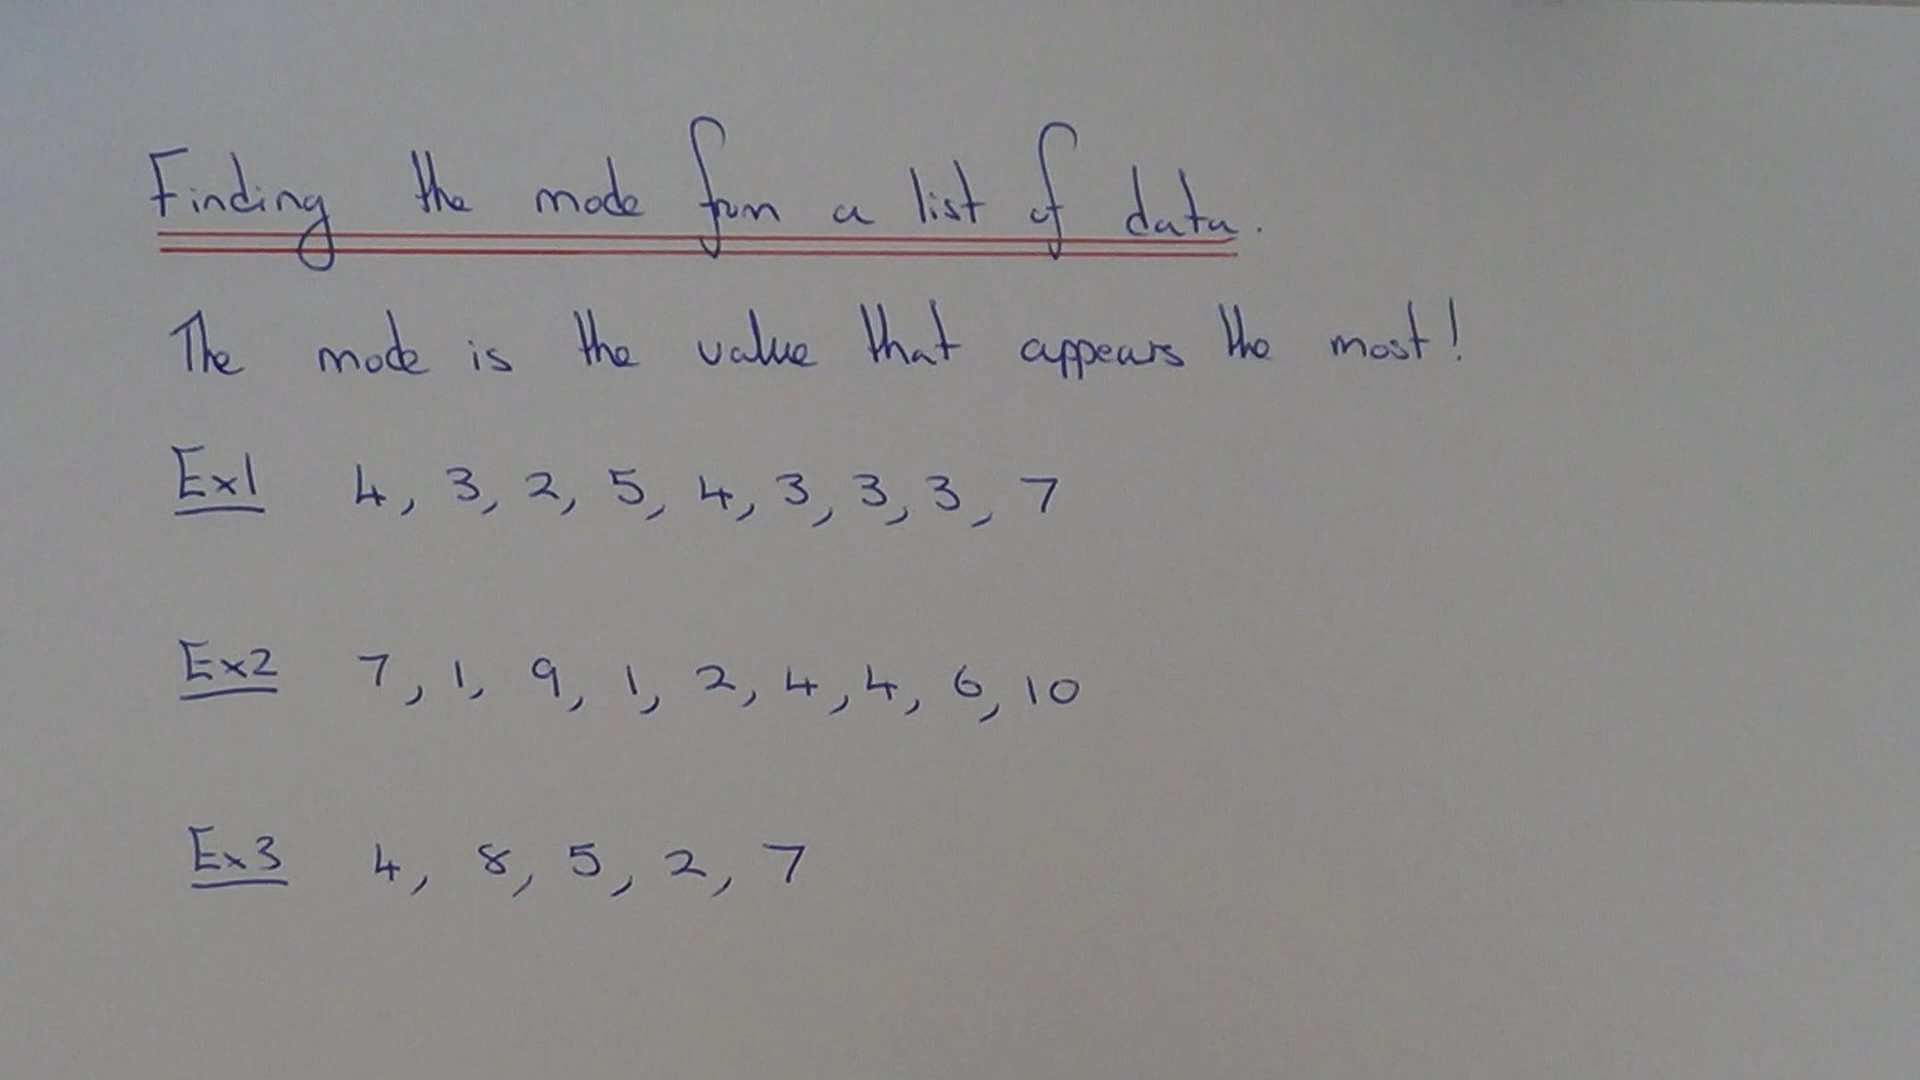 Finding the mode from a list of data.
The mode is the value that appears the most!
Ex1 4, 3, 2, 5, 4, 3, 3, 3, 7
Ex2 7, 1, 9, 1, 2, 4, 4, 6, 10
Ex3 4, 8, 5, 2, 7